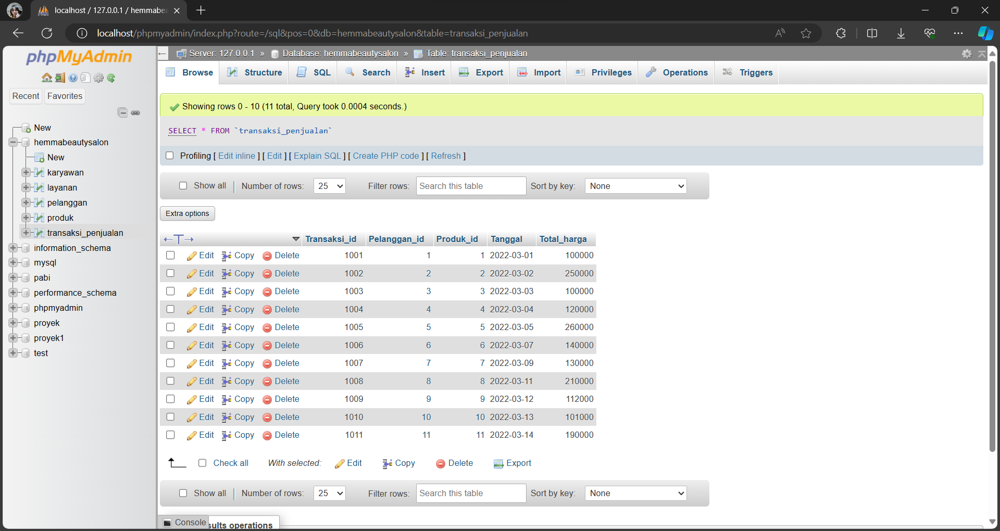 localhost / 127.0.0.1 / hemmabea
localhost/phpmyadmin/index.php?route=/sql&pos=0&db=hemmabeautysalon&table=transaksi_penjualan
phpMyAdmin
Recent Favorites
New
hemmabeautysalon
New
karyawan
layanan
pelanggan
produk
transaksi_penjualan
information_schema
mysql
pabi
performance_schema
phpmyadmin
proyek
proyek1
test
Server: 127.0.0.1 » Database: hemmabeautysalon » Table: transaksi_penjualan
Browse Structure SQL Search Insert Export Import Privileges Operations Triggers
Showing rows 0 - 10 (11 total, Query took 0.0004 seconds.)
SELECT * FROM `transaksi_penjualan`
Profiling [ Edit inline ] [ Edit ] [ Explain SQL ] [ Create PHP code ] [ Refresh ]
Show all Number of rows: 25 Filter rows: Search this table Sort by key: None
Extra options
Transaksi_id Pelanggan_id Produk_id Tanggal Total_harga
Edit Copy Delete 1001 1 1 2022-03-01 100000
Edit Copy Delete 1002 2 2 2022-03-02 250000
Edit Copy Delete 1003 3 3 2022-03-03 100000
Edit Copy Delete 1004 4 4 2022-03-04 120000
Edit Copy Delete 1005 5 5 2022-03-05 260000
Edit Copy Delete 1006 6 6 2022-03-07 140000
Edit Copy Delete 1007 7 7 2022-03-09 130000
Edit Copy Delete 1008 8 8 2022-03-11 210000
Edit Copy Delete 1009 9 9 2022-03-12 112000
Edit Copy Delete 1010 10 10 2022-03-13 101000
Edit Copy Delete 1011 11 11 2022-03-14 190000
Check all With selected: Edit Copy Delete Export
Show all Number of rows: 25 Filter rows: Search this table Sort by key: None
Console sults operations